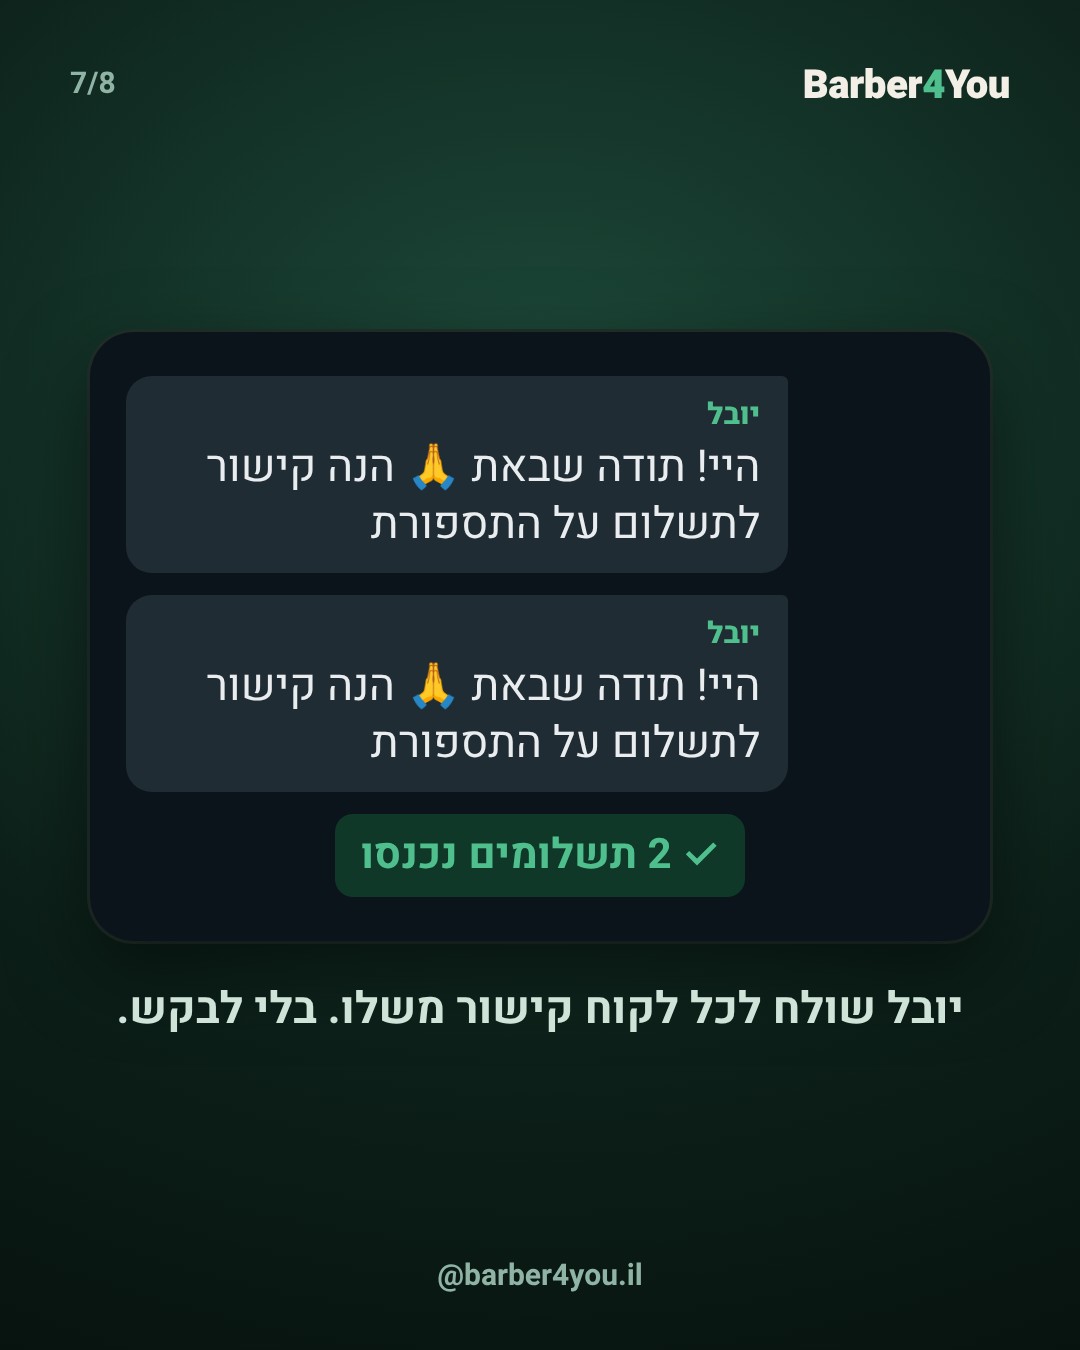 7/8
Barber4You
יובל
היי! תודה שבאת 🙏 הנה קישור
לתשלום על התספורת
יובל
היי! תודה שבאת 🙏 הנה קישור
לתשלום על התספורת
✓ 2 תשלומים נכנסו
יובל שולח לכל לקוח קישור משלו. בלי לבקש.
@barber4you.il